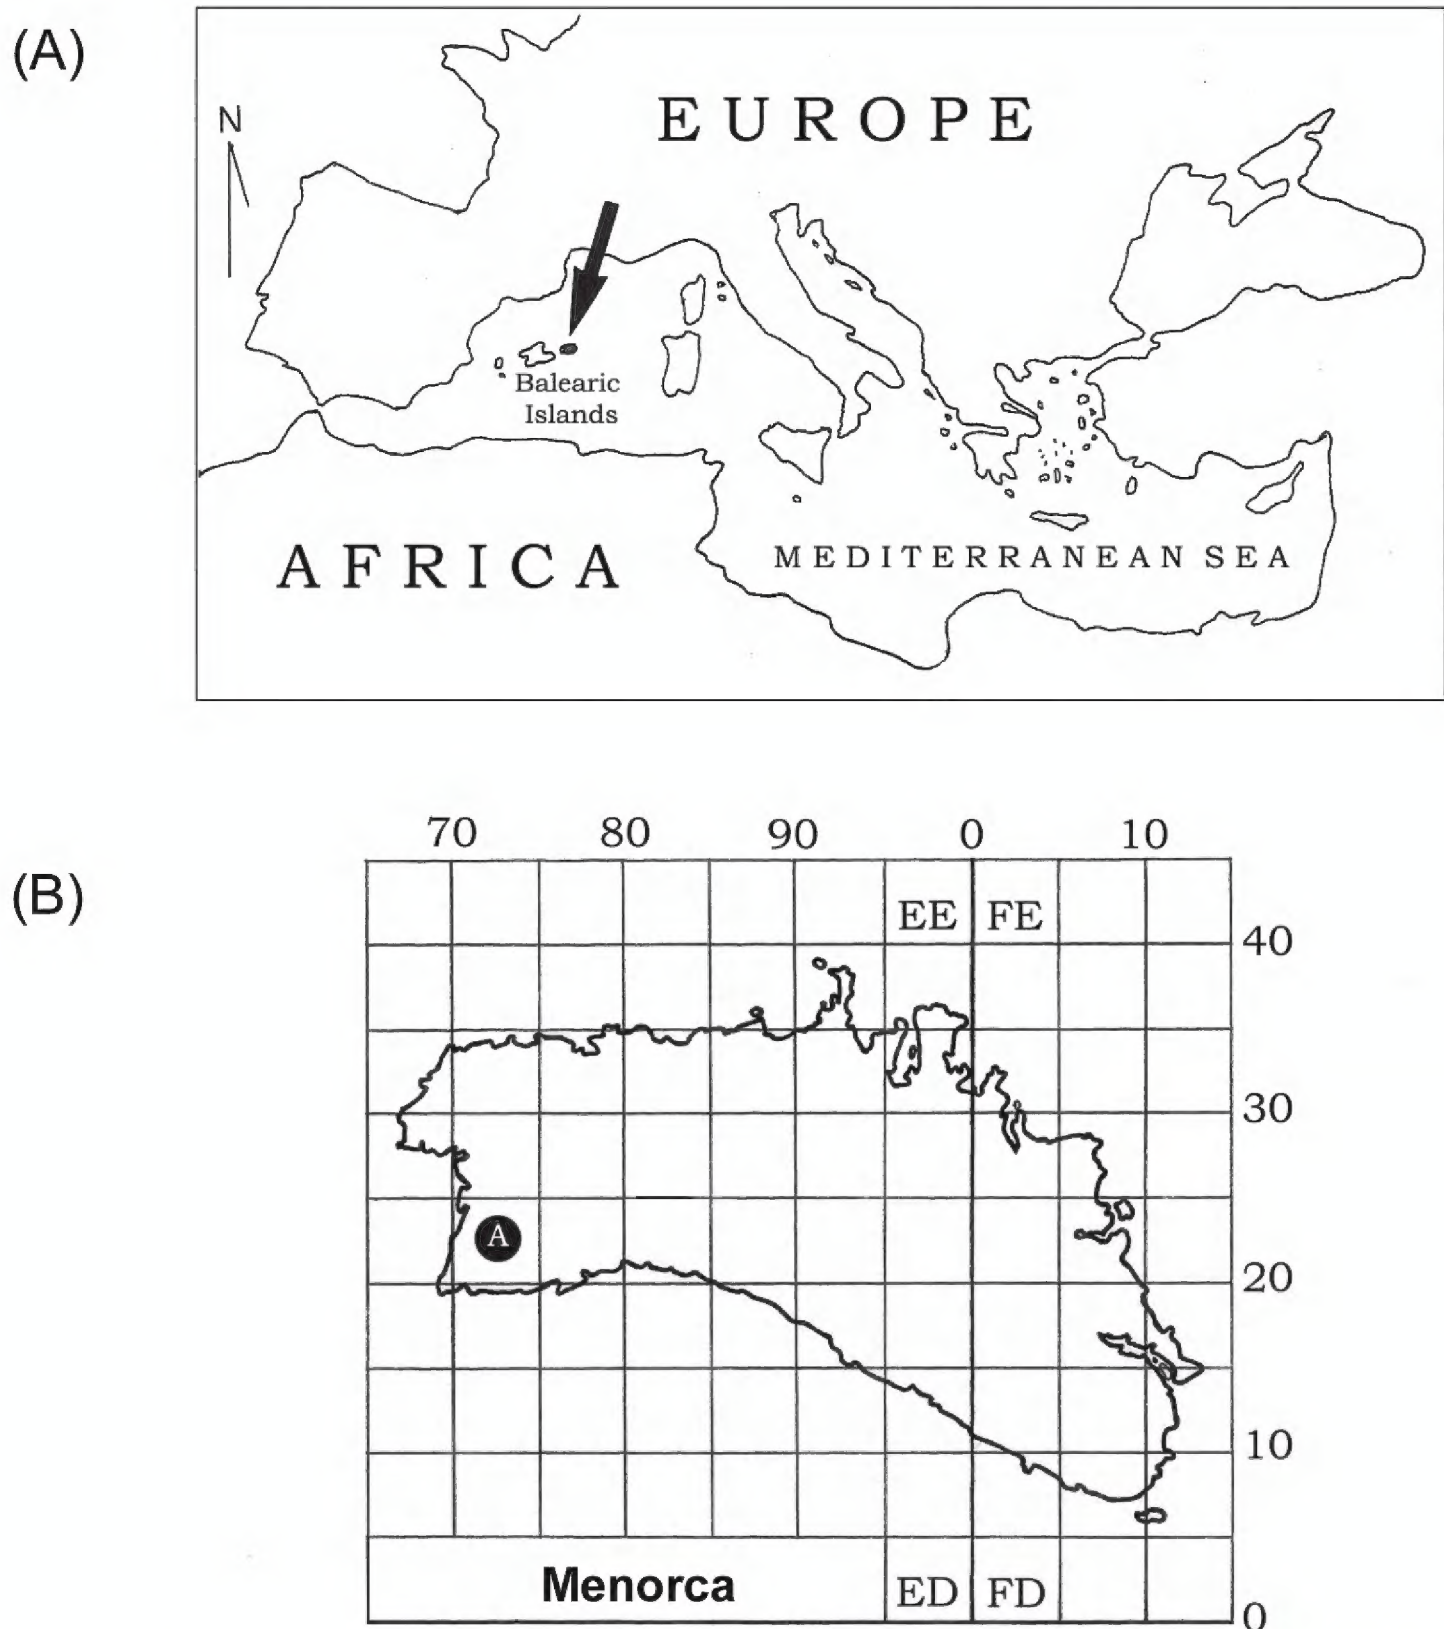 (A)
N
EUROPE
Balearic
Islands
AFRICA
MEDITERRANEAN SEA
(B)
70 80 90 0 10
EE FE
40
30
A
20
10
Menorca ED FD
0